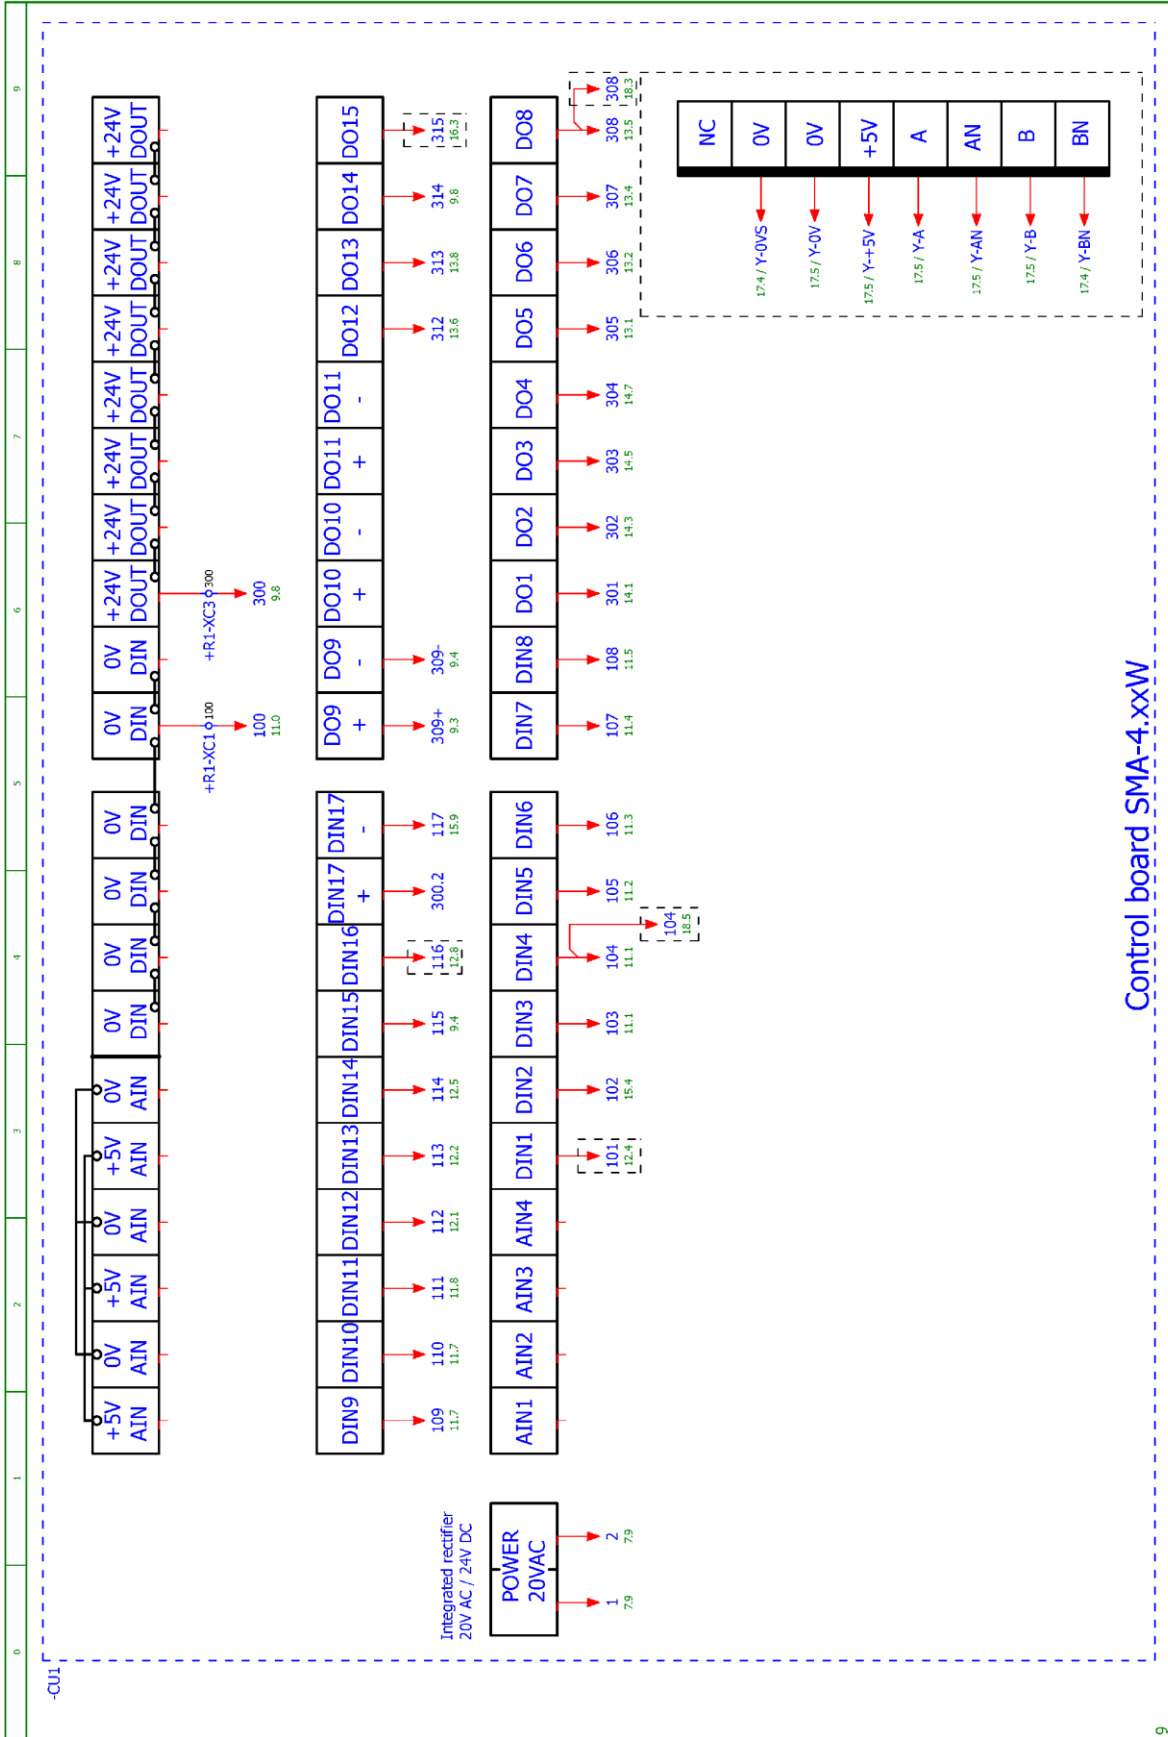 0 1 2 3 4 5 6 7 8 9
-CU1
+5V 0V +5V 0V +5V 0V 0V 0V 0V 0V 0V 0V +24V +24V +24V +24V +24V +24V +24V +24V
AIN AIN AIN AIN AIN AIN DIN DIN DIN DIN DIN DIN DOUT DOUT DOUT DOUT DOUT DOUT DOUT DOUT
+R1-XC1 100 +R1-XC3 300
100 300
11.0 9.8
DIN9 DIN10 DIN11 DIN12 DIN13 DIN14 DIN15 DIN16 DIN17 DIN17 DO9 DO9 DO10 DO10 DO11 DO11 DO12 DO13 DO14 DO15
+ - + - + - + -
109 110 111 112 113 114 115 116 300.2 117 309+ 309- 312 313 314 315
11.7 11.7 11.8 12.1 12.2 12.5 9.4 12.8 15.9 9.3 9.4 13.6 13.8 9.8 16.3
Integrated rectifier
20V AC / 24V DC
POWER
20VAC
1 2
7.9 7.9
AIN1 AIN2 AIN3 AIN4 DIN1 DIN2 DIN3 DIN4 DIN5 DIN6 DIN7 DIN8 DO1 DO2 DO3 DO4 DO5 DO6 DO7 DO8
101 102 103 104 105 106 107 108 301 302 303 304 305 306 307 308 308
12.4 15.4 11.1 11.1 11.2 11.3 11.4 11.5 14.1 14.3 14.5 14.7 13.1 13.2 13.4 13.5 18.3
104
18.5
NC 0V 0V +5V A AN B BN
17.4 / Y-0VS
17.5 / Y-0V
17.5 / Y-+5V
17.5 / Y-A
17.5 / Y-AN
17.5 / Y-B
17.4 / Y-BN
Control board SMA-4.xxW
9